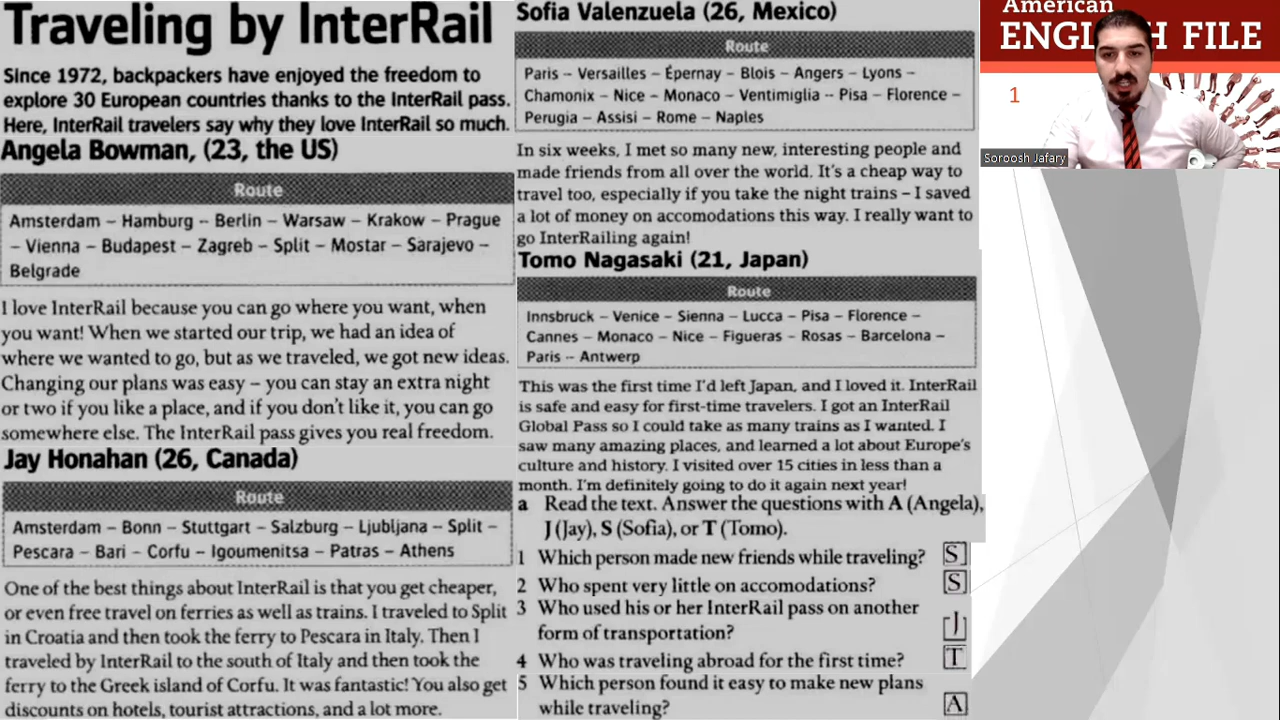 Traveling by InterRail
Since 1972, backpackers have enjoyed the freedom to
explore 30 European countries thanks to the InterRail pass.
Here, InterRail travelers say why they love InterRail so much.
Angela Bowman, (23, the US)
Route
Amsterdam – Hamburg – Berlin – Warsaw – Krakow – Prague
– Vienna – Budapest – Zagreb – Split – Mostar – Sarajevo –
Belgrade
I love InterRail because you can go where you want, when
you want! When we started our trip, we had an idea of
where we wanted to go, but as we traveled, we got new ideas.
Changing our plans was easy – you can stay an extra night
or two if you like a place, and if you don't like it, you can go
somewhere else. The InterRail pass gives you real freedom.
Jay Honahan (26, Canada)
Route
Amsterdam – Bonn – Stuttgart – Salzburg – Ljubljana – Split –
Pescara – Bari – Corfu – Igoumenitsa – Patras – Athens
One of the best things about InterRail is that you get cheaper,
or even free travel on ferries as well as trains. I traveled to Split
in Croatia and then took the ferry to Pescara in Italy. Then I
traveled by InterRail to the south of Italy and then took the
ferry to the Greek island of Corfu. It was fantastic! You also get
discounts on hotels, tourist attractions, and a lot more.
Sofia Valenzuela (26, Mexico)
Route
Paris – Versailles – Épernay – Blois – Angers – Lyons –
Chamonix – Nice – Monaco – Ventimiglia – Pisa – Florence –
Perugia – Assisi – Rome – Naples
In six weeks, I met so many new, interesting people and
made friends from all over the world. It's a cheap way to
travel too, especially if you take the night trains – I saved
a lot of money on accomodations this way. I really want to
go InterRailing again!
Tomo Nagasaki (21, Japan)
Route
Innsbruck – Venice – Sienna – Lucca – Pisa – Florence –
Cannes – Monaco – Nice – Figueras – Rosas – Barcelona –
Paris – Antwerp
This was the first time I'd left Japan, and I loved it. InterRail
is safe and easy for first-time travelers. I got an InterRail
Global Pass so I could take as many trains as I wanted. I
saw many amazing places, and learned a lot about Europe's
culture and history. I visited over 15 cities in less than a
month. I'm definitely going to do it again next year!
a Read the text. Answer the questions with A (Angela),
J (Jay), S (Sofia), or T (Tomo).
1 Which person made new friends while traveling? S
2 Who spent very little on accomodations? S
3 Who used his or her InterRail pass on another
form of transportation? J
4 Who was traveling abroad for the first time? T
5 Which person found it easy to make new plans
while traveling? A
American
ENGLISH FILE
1
Soroosh Jafary